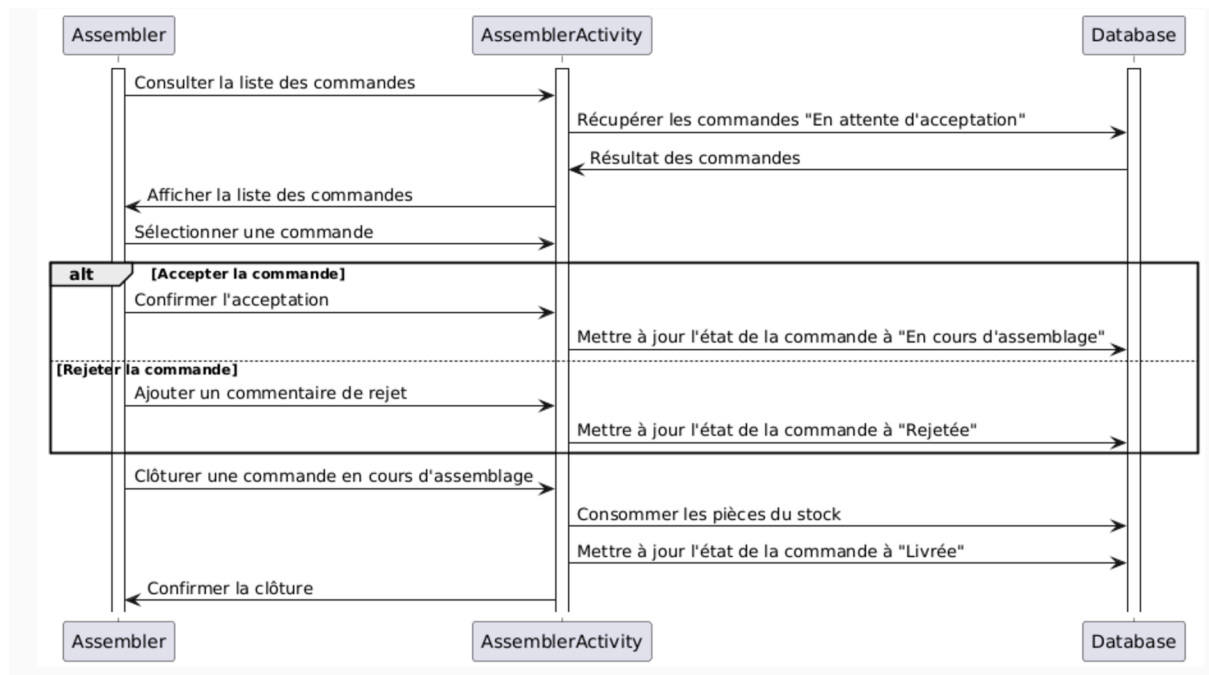 Assembler AssemblerActivity Database
Consulter la liste des commandes
Récupérer les commandes "En attente d'acceptation"
Résultat des commandes
Afficher la liste des commandes
Sélectionner une commande
alt [Accepter la commande]
Confirmer l'acceptation
Mettre à jour l'état de la commande à "En cours d'assemblage"
[Rejeter la commande]
Ajouter un commentaire de rejet
Mettre à jour l'état de la commande à "Rejetée"
Clôturer une commande en cours d'assemblage
Consommer les pièces du stock
Mettre à jour l'état de la commande à "Livrée"
Confirmer la clôture
Assembler AssemblerActivity Database